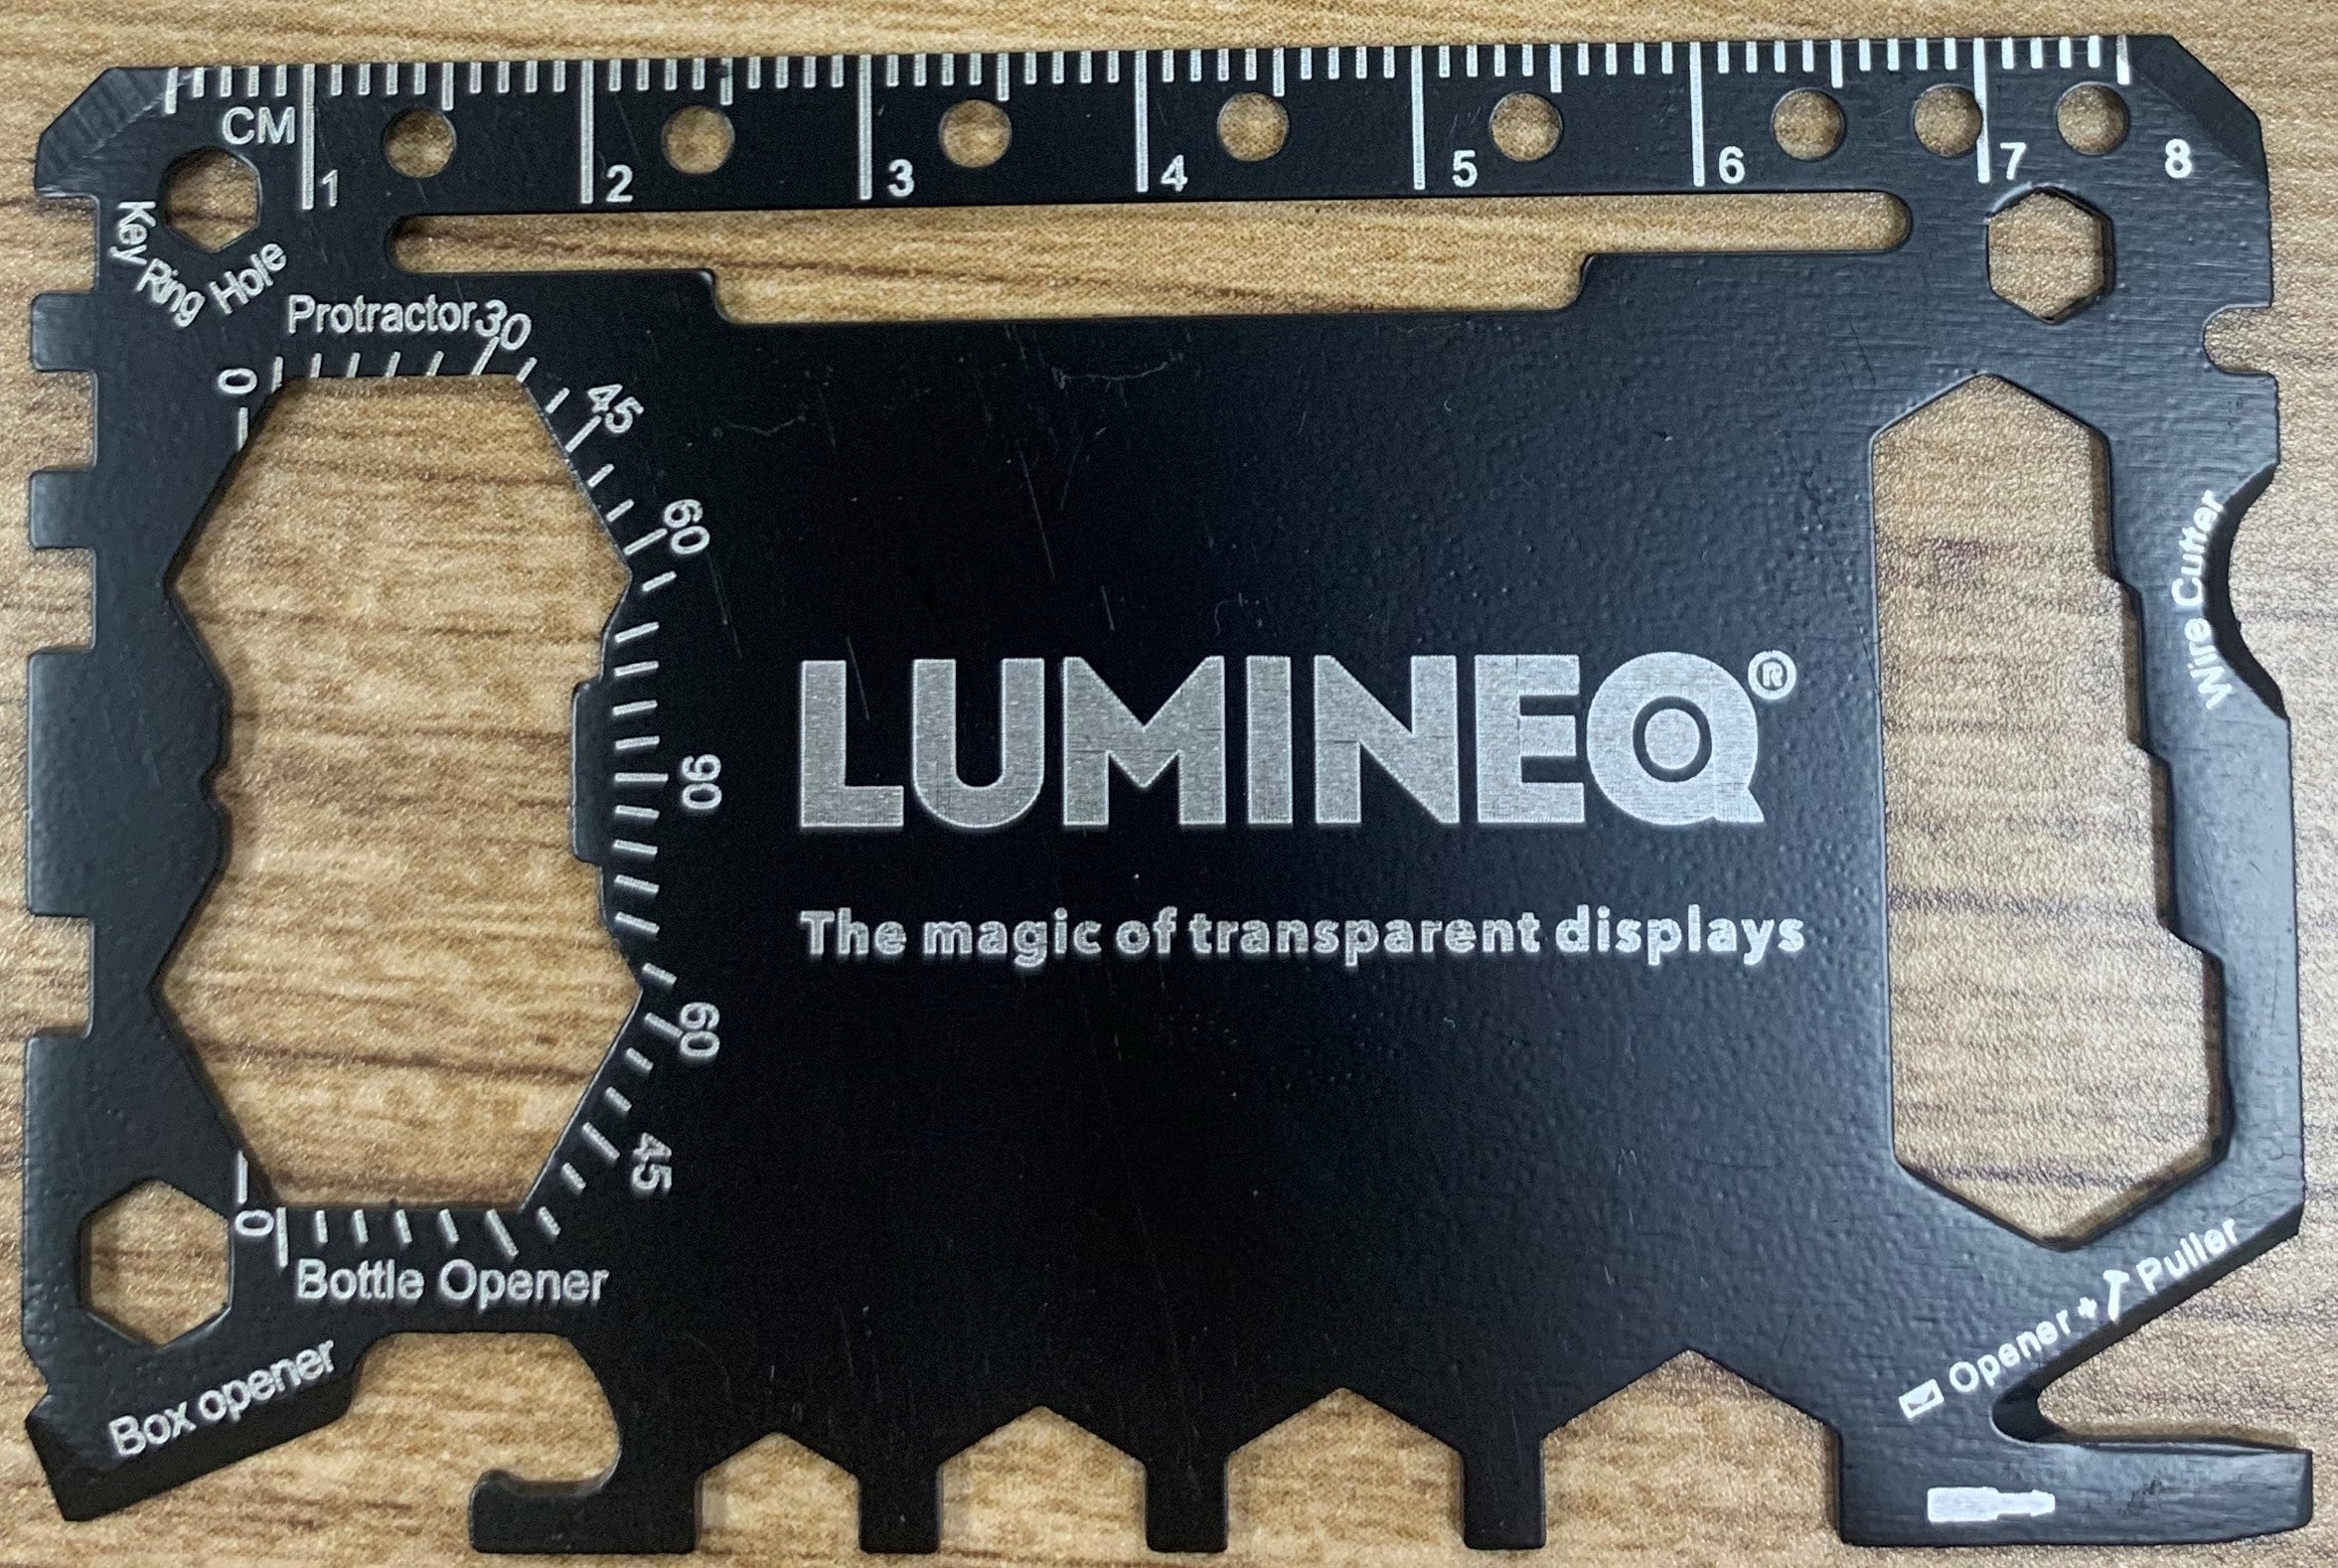 CM 1 2 3 4 5 6 7 8
Key Ring Hole
Protractor
0 30 45 60 90 60 45 0
LUMINEQ®
The magic of transparent displays
Wire Cutter
Bottle Opener
Box opener
Opener + Puller